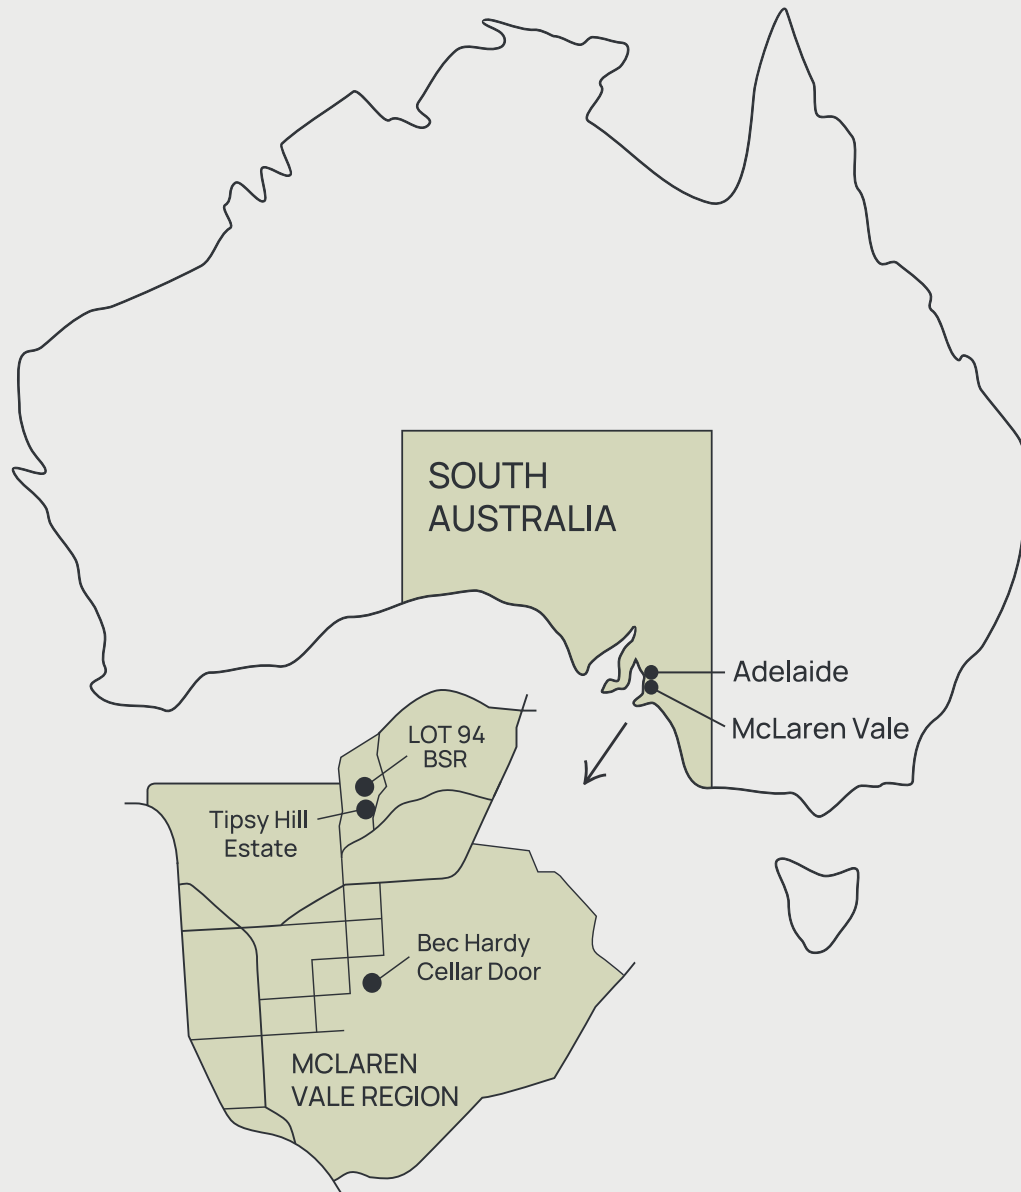 SOUTH
AUSTRALIA
Adelaide
McLaren Vale
LOT 94
BSR
Tipsy Hill
Estate
Bec Hardy
Cellar Door
MCLAREN
VALE REGION